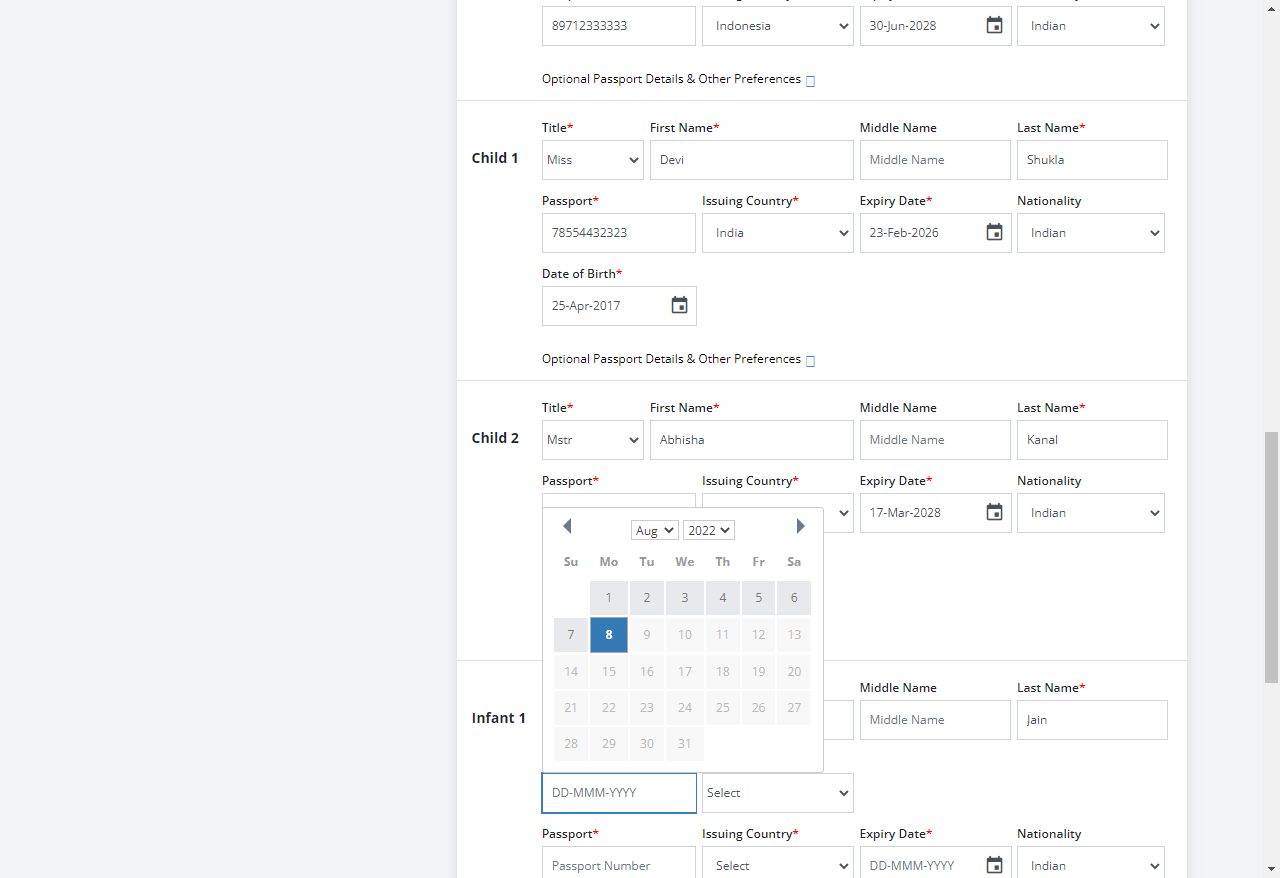 89712333333 Indonesia 30-Jun-2028 Indian
Optional Passport Details & Other Preferences
Title* First Name* Middle Name Last Name*
Child 1 Miss Devi Middle Name Shukla
Passport* Issuing Country* Expiry Date* Nationality
78554432323 India 23-Feb-2026 Indian
Date of Birth*
25-Apr-2017
Optional Passport Details & Other Preferences
Title* First Name* Middle Name Last Name*
Child 2 Mstr Abhisha Middle Name Kanal
Passport* Issuing Country* Expiry Date* Nationality
17-Mar-2028 Indian
Aug 2022
Su Mo Tu We Th Fr Sa
1 2 3 4 5 6
7 8 9 10 11 12 13
14 15 16 17 18 19 20
21 22 23 24 25 26 27
28 29 30 31
Middle Name Last Name*
Infant 1 Middle Name Jain
DD-MMM-YYYY Select
Passport* Issuing Country* Expiry Date* Nationality
Passport Number Select DD-MMM-YYYY Indian